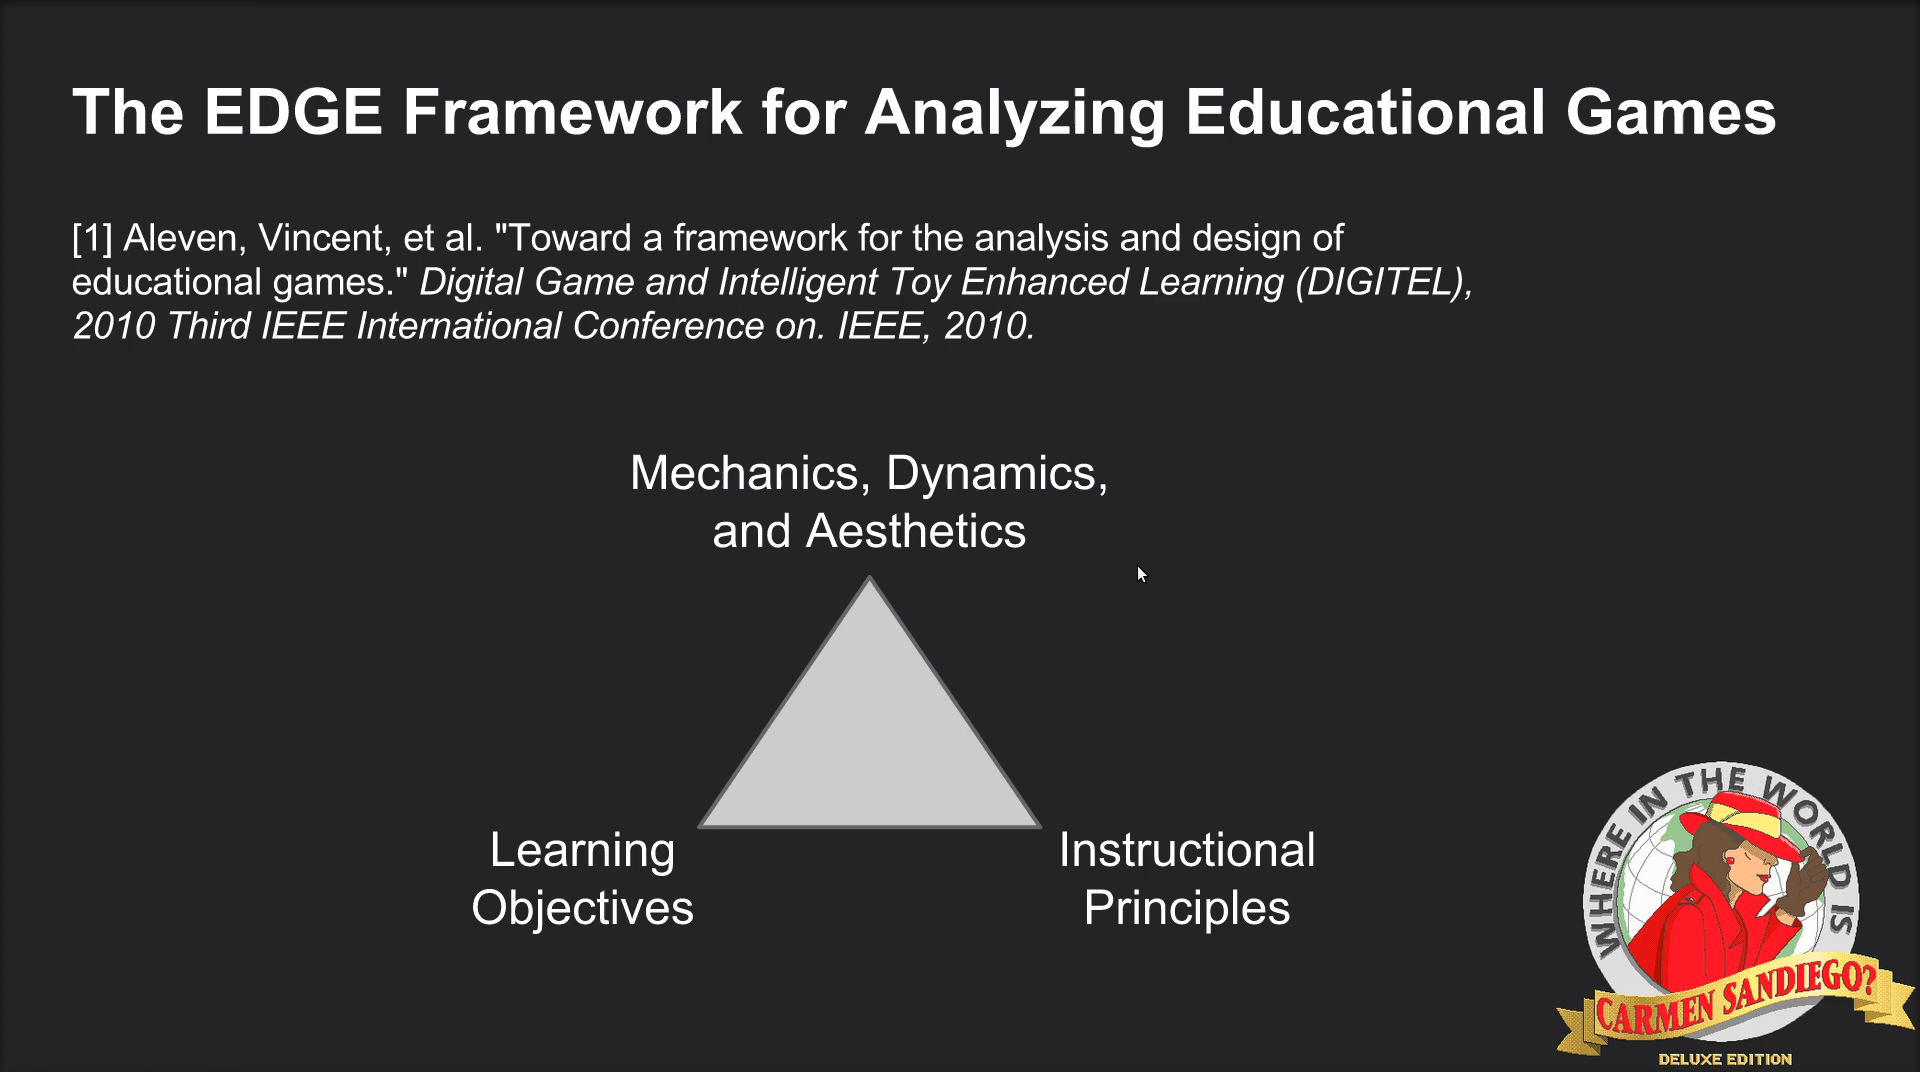 The EDGE Framework for Analyzing Educational Games
[1] Aleven, Vincent, et al. "Toward a framework for the analysis and design of
educational games." Digital Game and Intelligent Toy Enhanced Learning (DIGITEL),
2010 Third IEEE International Conference on. IEEE, 2010.
Mechanics, Dynamics,
and Aesthetics
Learning
Objectives
Instructional
Principles
WHERE IN THE WORLD IS
CARMEN SANDIEGO?
DELUXE EDITION